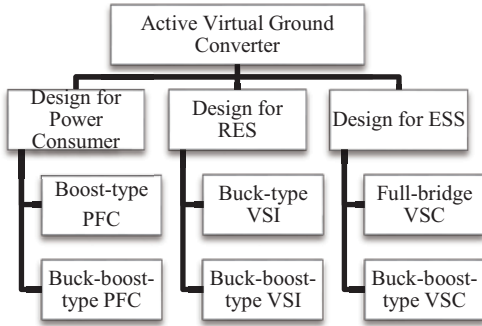 Active Virtual Ground
Converter
Design for
Power
Consumer
Design for
RES
Design for ESS
Boost-type
PFC
Buck-type
VSI
Full-bridge
VSC
Buck-boost-
type PFC
Buck-boost-
type VSI
Buck-boost-
type VSC